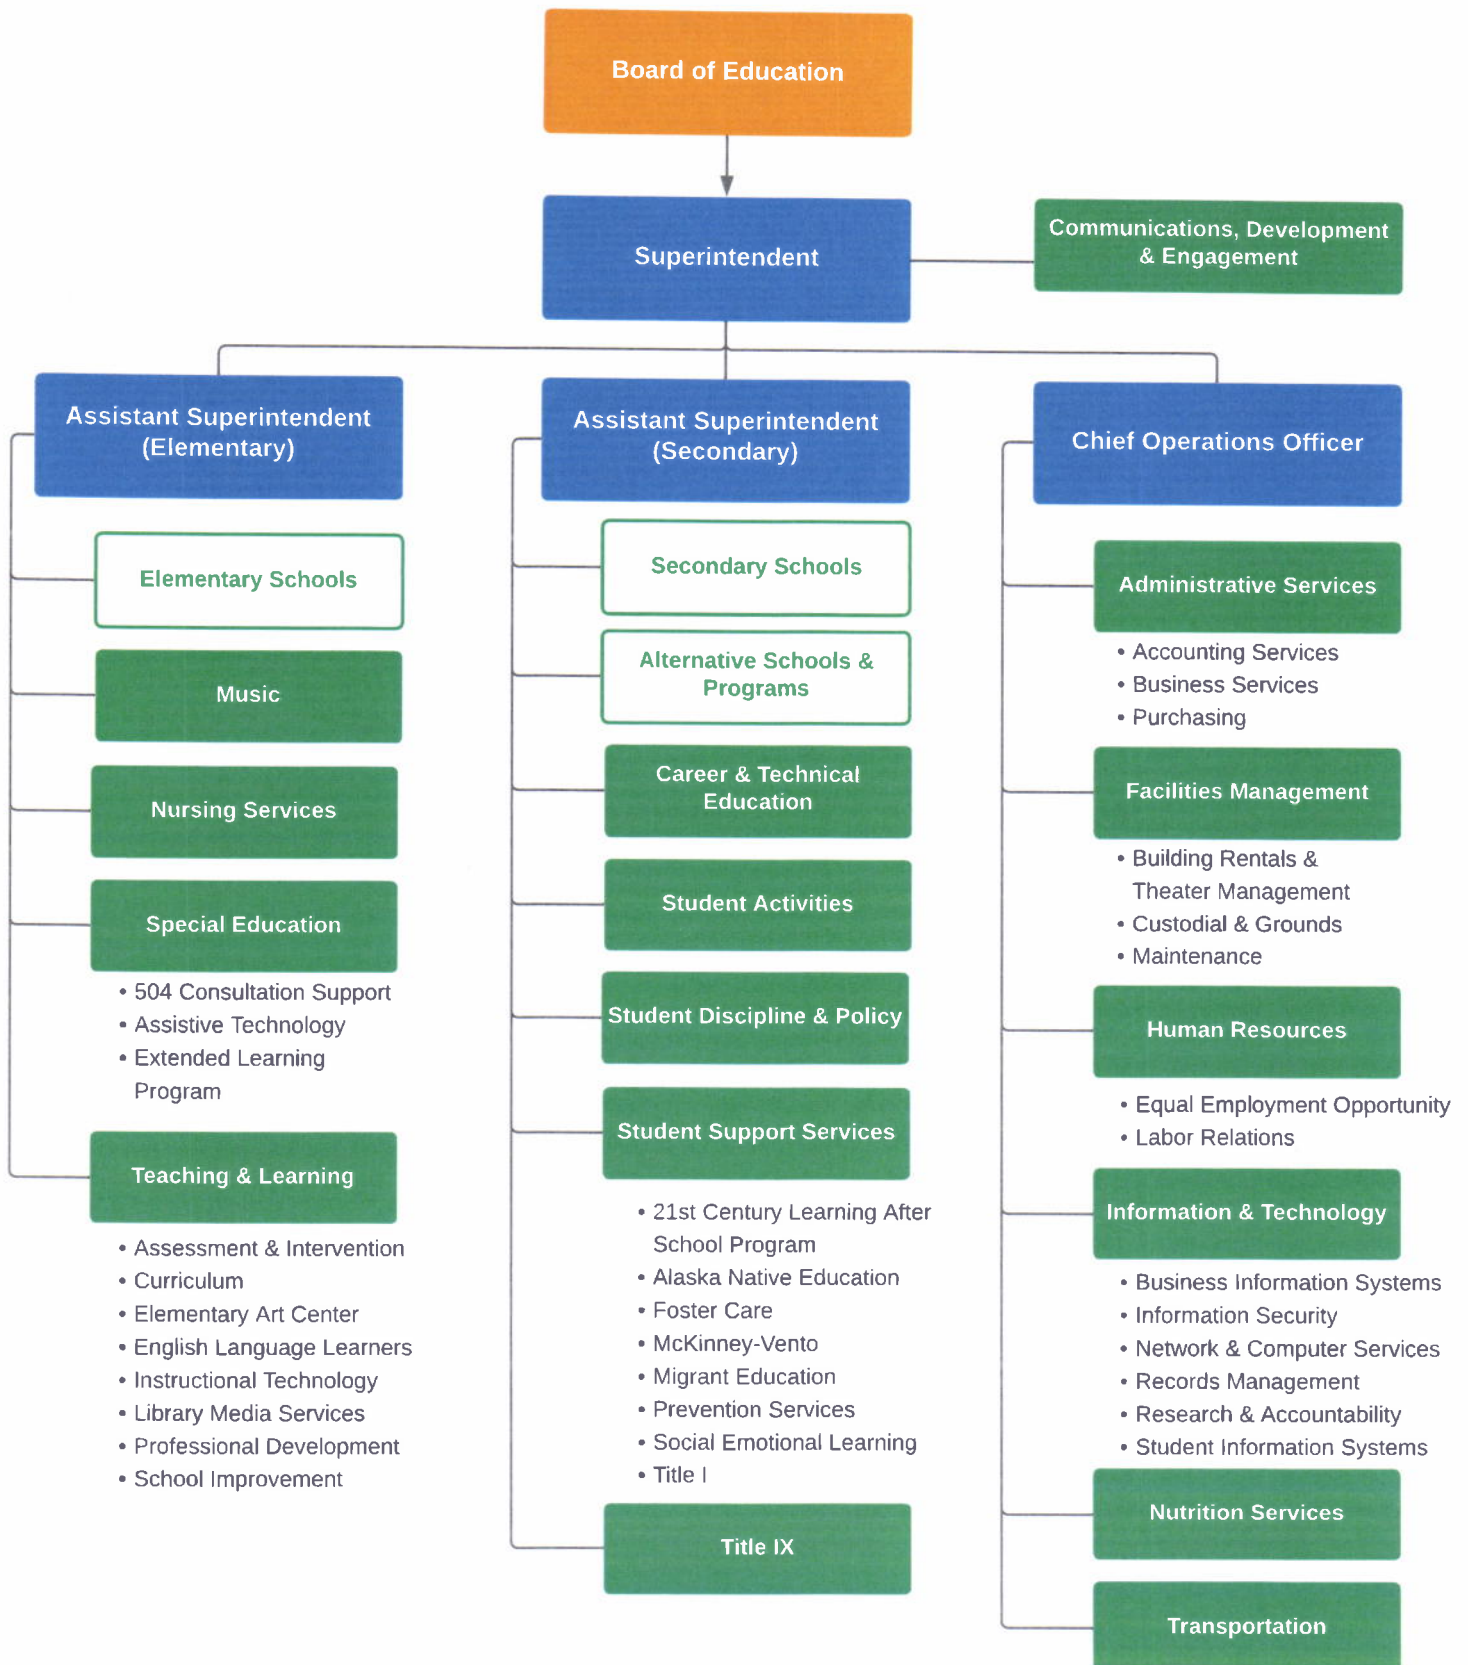 Board of Education
Superintendent
Communications, Development
& Engagement
Assistant Superintendent
(Elementary)
Elementary Schools
Music
Nursing Services
Special Education
• 504 Consultation Support
• Assistive Technology
• Extended Learning
Program
Teaching & Learning
• Assessment & Intervention
• Curriculum
• Elementary Art Center
• English Language Learners
• Instructional Technology
• Library Media Services
• Professional Development
• School Improvement
Assistant Superintendent
(Secondary)
Secondary Schools
Alternative Schools &
Programs
Career & Technical
Education
Student Activities
Student Discipline & Policy
Student Support Services
• 21st Century Learning After
School Program
• Alaska Native Education
• Foster Care
• McKinney-Vento
• Migrant Education
• Prevention Services
• Social Emotional Learning
• Title I
Title IX
Chief Operations Officer
Administrative Services
• Accounting Services
• Business Services
• Purchasing
Facilities Management
• Building Rentals &
Theater Management
• Custodial & Grounds
• Maintenance
Human Resources
• Equal Employment Opportunity
• Labor Relations
Information & Technology
• Business Information Systems
• Information Security
• Network & Computer Services
• Records Management
• Research & Accountability
• Student Information Systems
Nutrition Services
Transportation